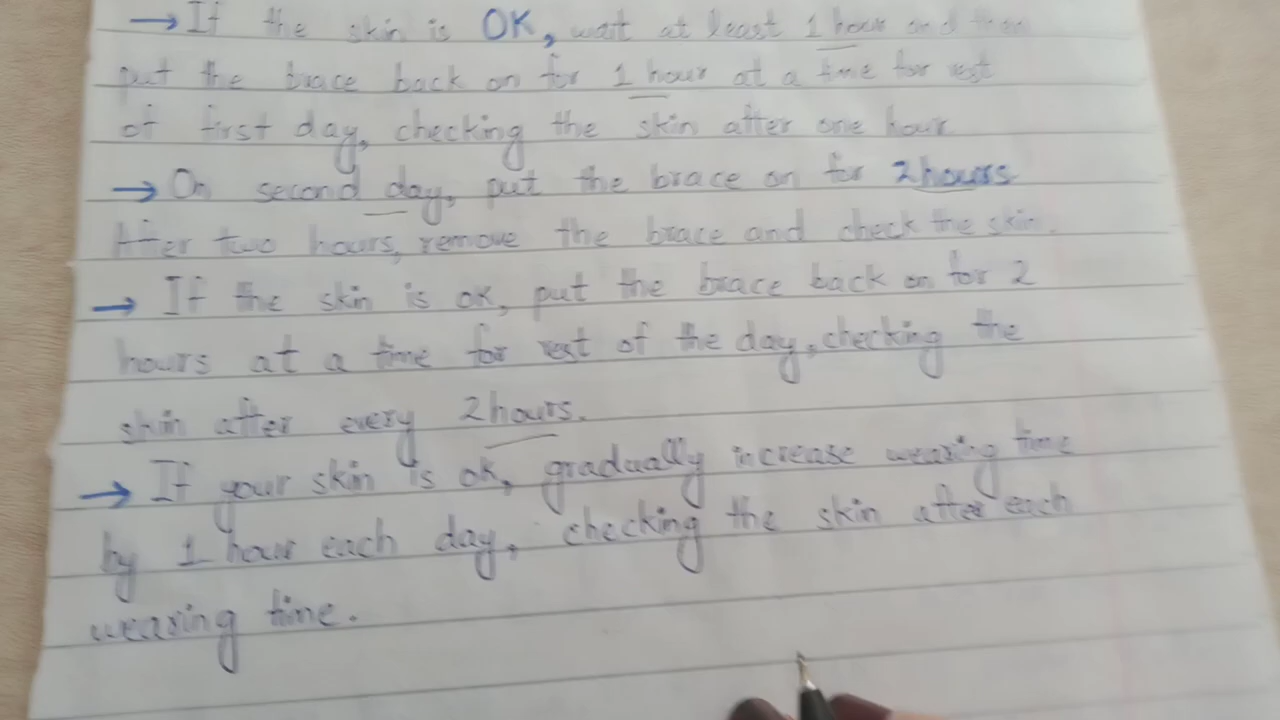 → If the skin is OK, wait at least 1 hour and then
put the brace back on for 1 hour at a time for rest
of first day, checking the skin after one hour
→ On second day, put the brace on for 2hours
After two hours, remove the brace and check the skin.
→ If the skin is OK, put the brace back on for 2
hours at a time for rest of the day, checking the
skin after every 2hours.
→ If your skin is ok, gradually increase wearing time
by 1 hour each day, checking the skin after each
wearing time.